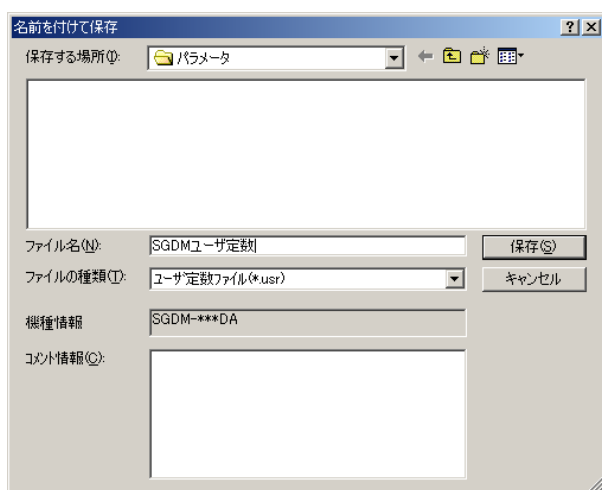 名前を付けて保存
保存する場所(I):
パラメータ
ファイル名(N):
SGDMユーザ定数
保存(S)
ファイルの種類(T):
ユーザ定数ファイル(*.usr)
キャンセル
機種情報
SGDM-***DA
コメント情報(C):